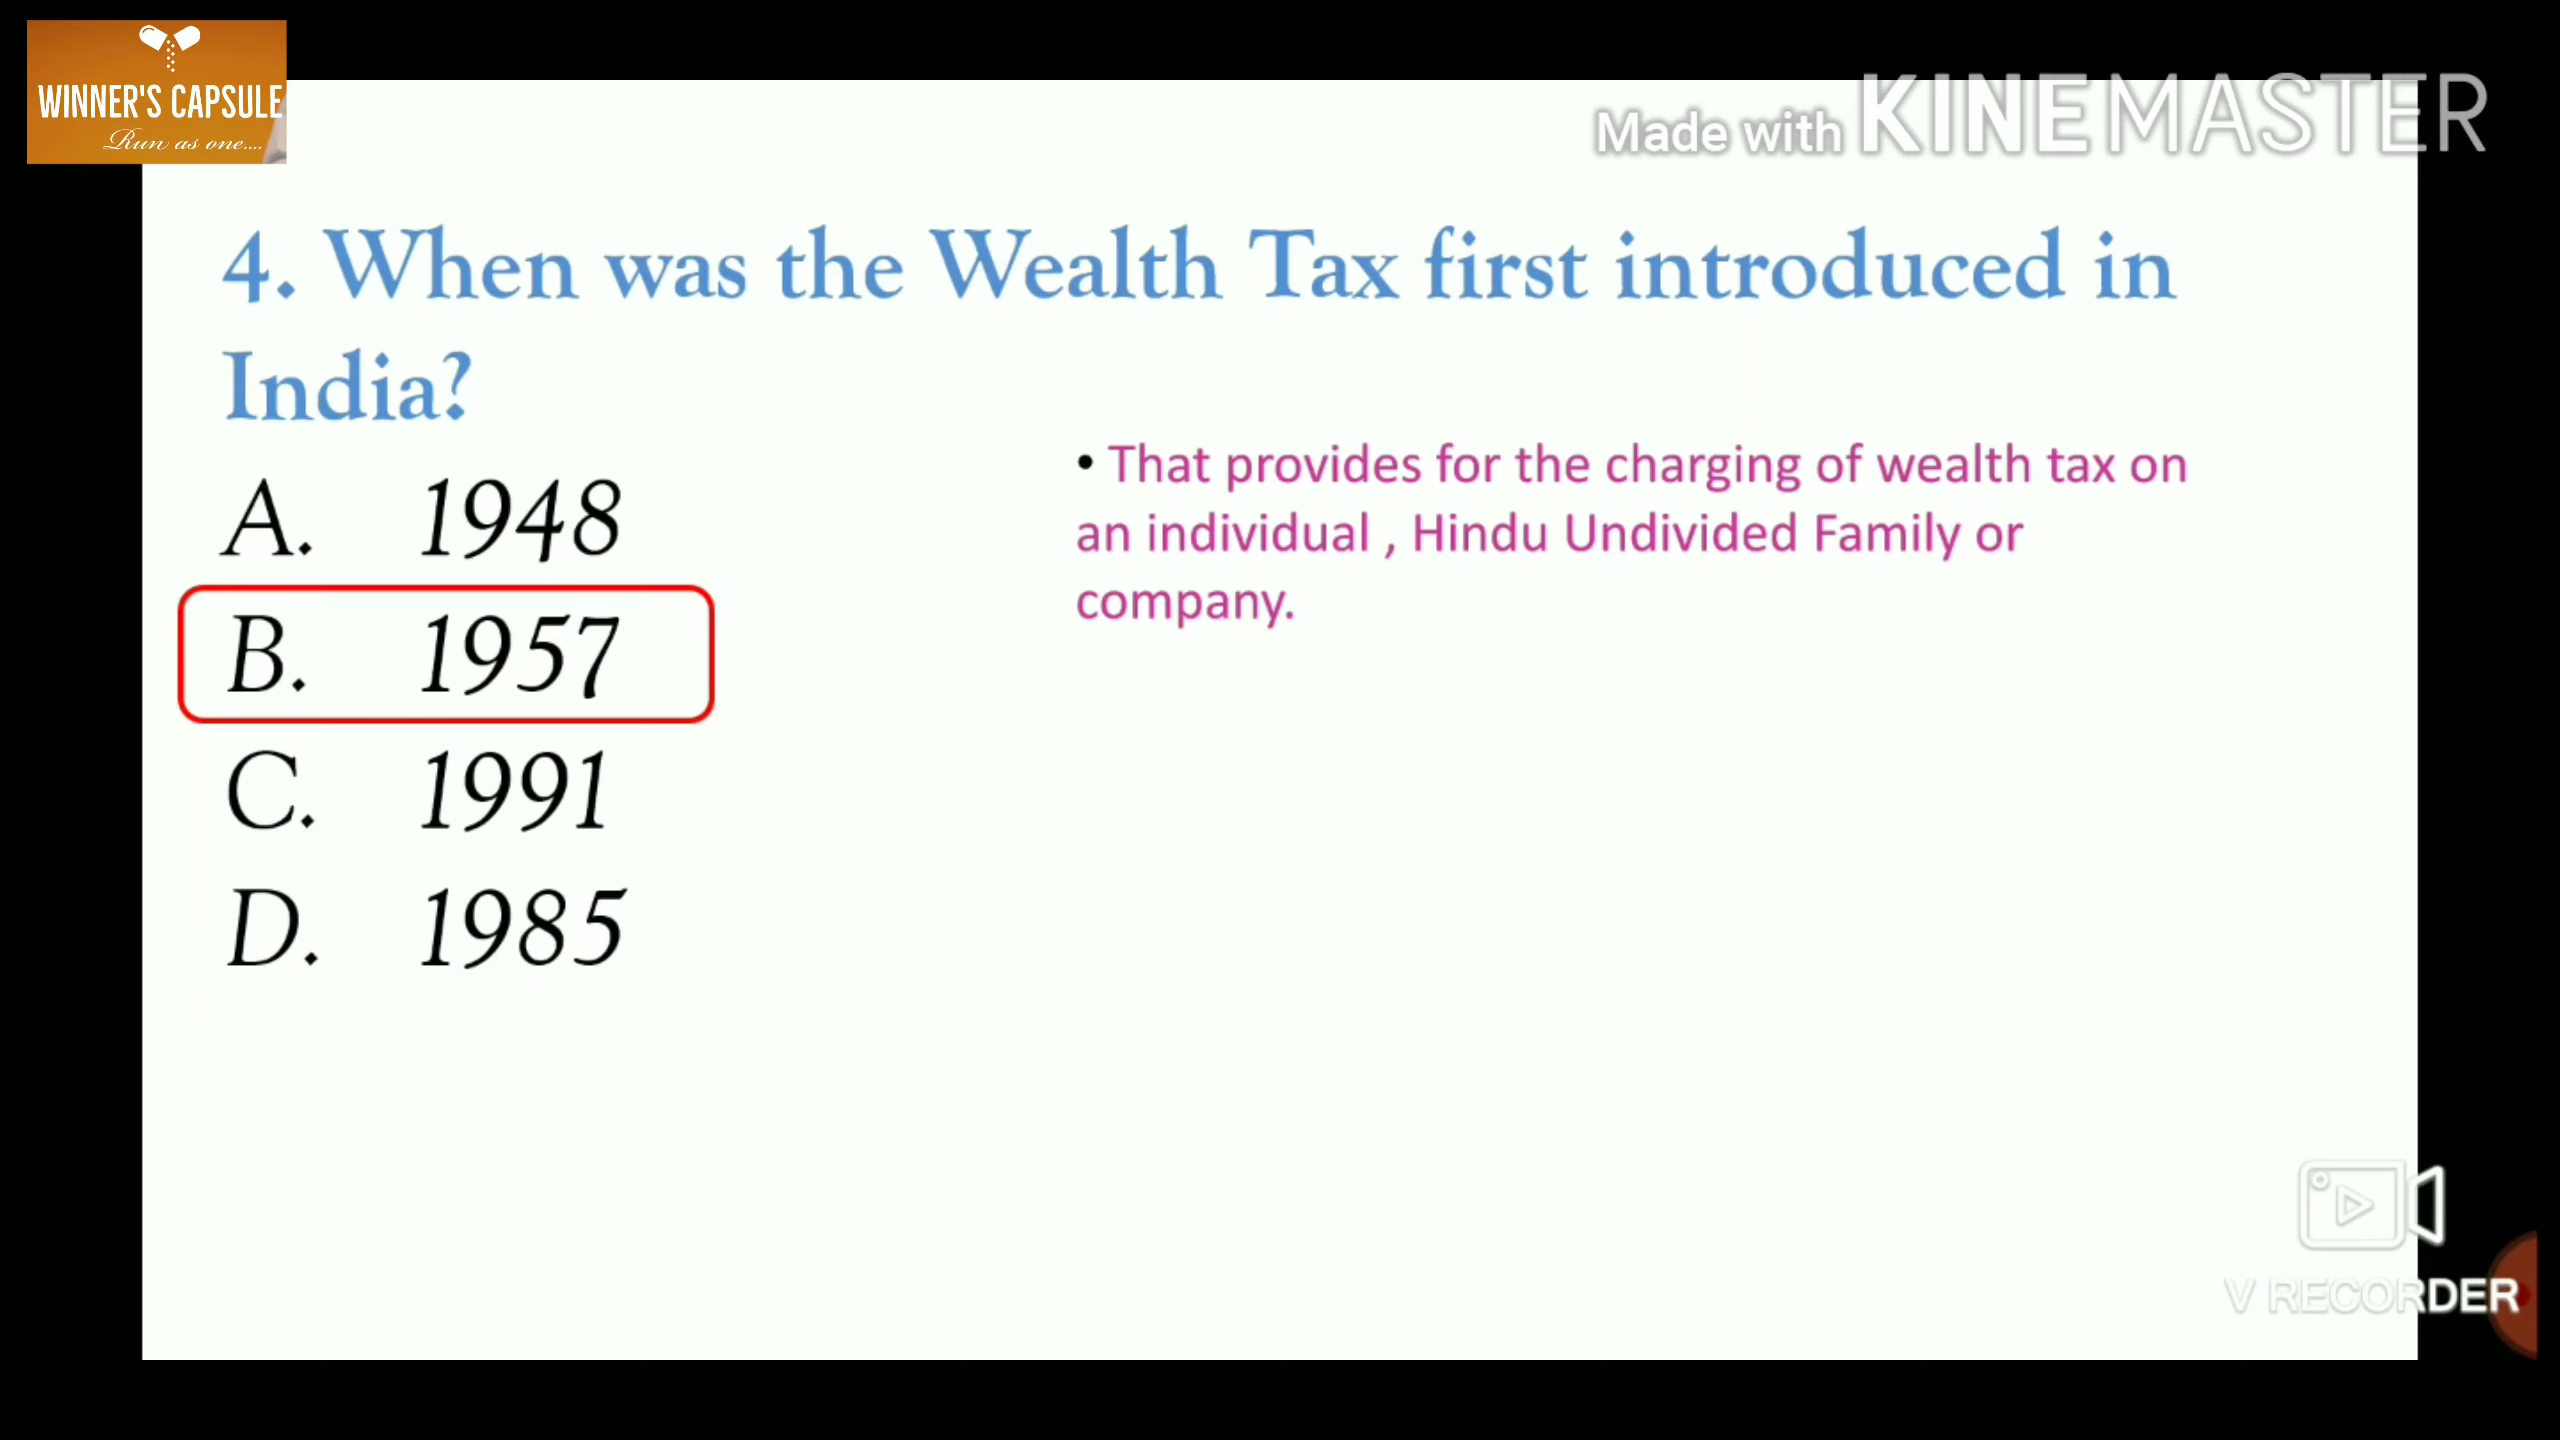 WINNER'S CAPSULE
Run as one....
Made with KINEMASTER
4. When was the Wealth Tax first introduced in
India?
A. 1948
B. 1957
C. 1991
D. 1985
• That provides for the charging of wealth tax on
an individual , Hindu Undivided Family or
company.
V RECORDER